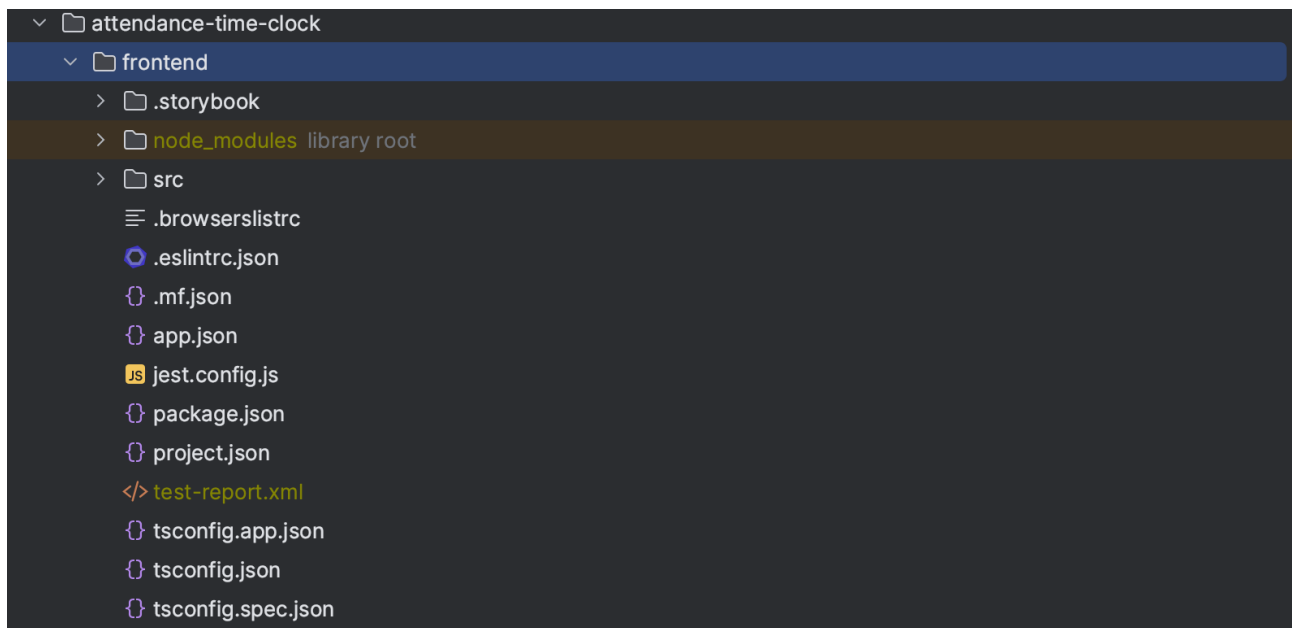 attendance-time-clock
frontend
.storybook
node_modules library root
src
.browserslistrc
.eslintrc.json
{} .mf.json
{} app.json
JS jest.config.js
{} package.json
{} project.json
</> test-report.xml
{} tsconfig.app.json
{} tsconfig.json
{} tsconfig.spec.json